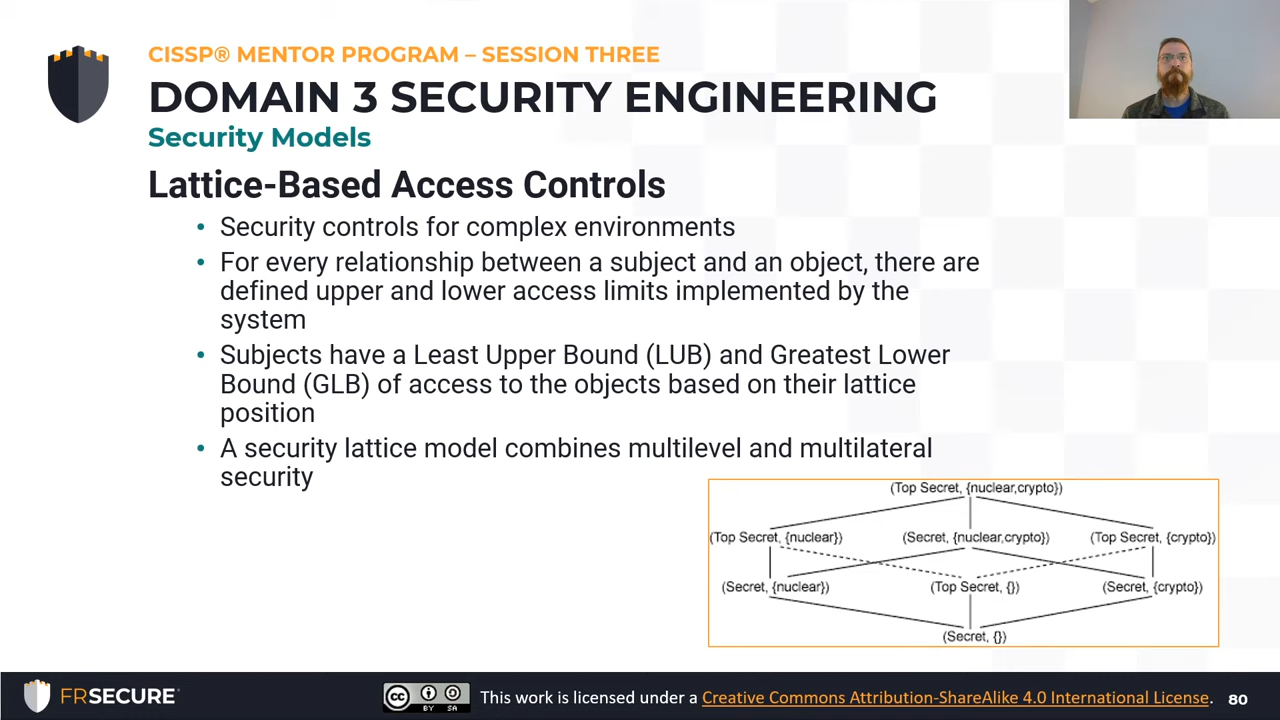 CISSP® MENTOR PROGRAM – SESSION THREE
DOMAIN 3 SECURITY ENGINEERING
Security Models
Lattice-Based Access Controls
• Security controls for complex environments
• For every relationship between a subject and an object, there are
defined upper and lower access limits implemented by the
system
• Subjects have a Least Upper Bound (LUB) and Greatest Lower
Bound (GLB) of access to the objects based on their lattice
position
• A security lattice model combines multilevel and multilateral
security
(Top Secret, {nuclear,crypto})
(Top Secret, {nuclear}) (Secret, {nuclear,crypto}) (Top Secret, {crypto})
(Secret, {nuclear}) (Top Secret, {}) (Secret, {crypto})
(Secret, {})
FRSECURE
cc BY SA
This work is licensed under a Creative Commons Attribution-ShareAlike 4.0 International License. 80